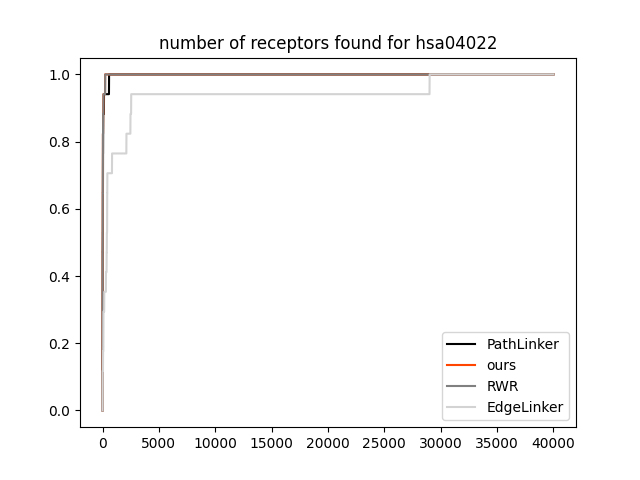 number of receptors found for hsa04022
1.0
0.8
0.6
0.4
0.2
0.0
0 5000 10000 15000 20000 25000 30000 35000 40000
PathLinker
ours
RWR
EdgeLinker